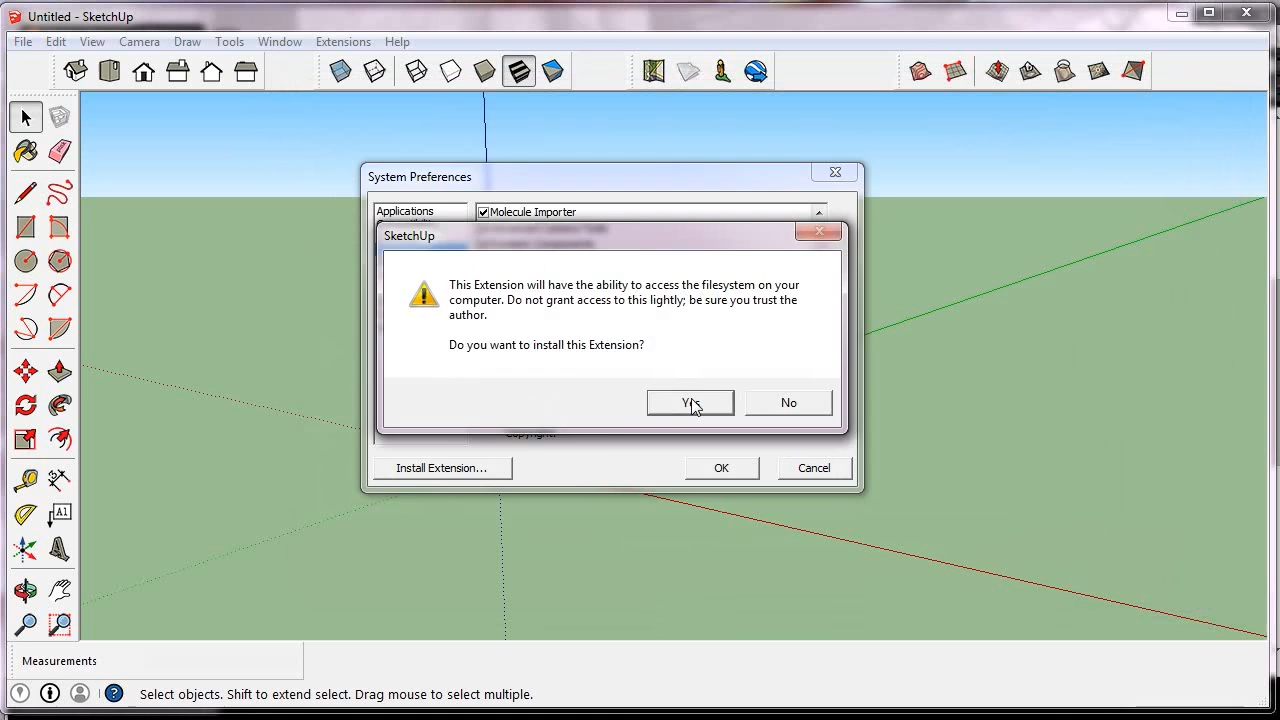 Untitled - SketchUp
File Edit View Camera Draw Tools Window Extensions Help
System Preferences
Applications
Molecule Importer
SketchUp
This Extension will have the ability to access the filesystem on your
computer. Do not grant access to this lightly; be sure you trust the
author.
Do you want to install this Extension?
Yes No
Copyright:
Install Extension... OK Cancel
A1
Measurements
Select objects. Shift to extend select. Drag mouse to select multiple.